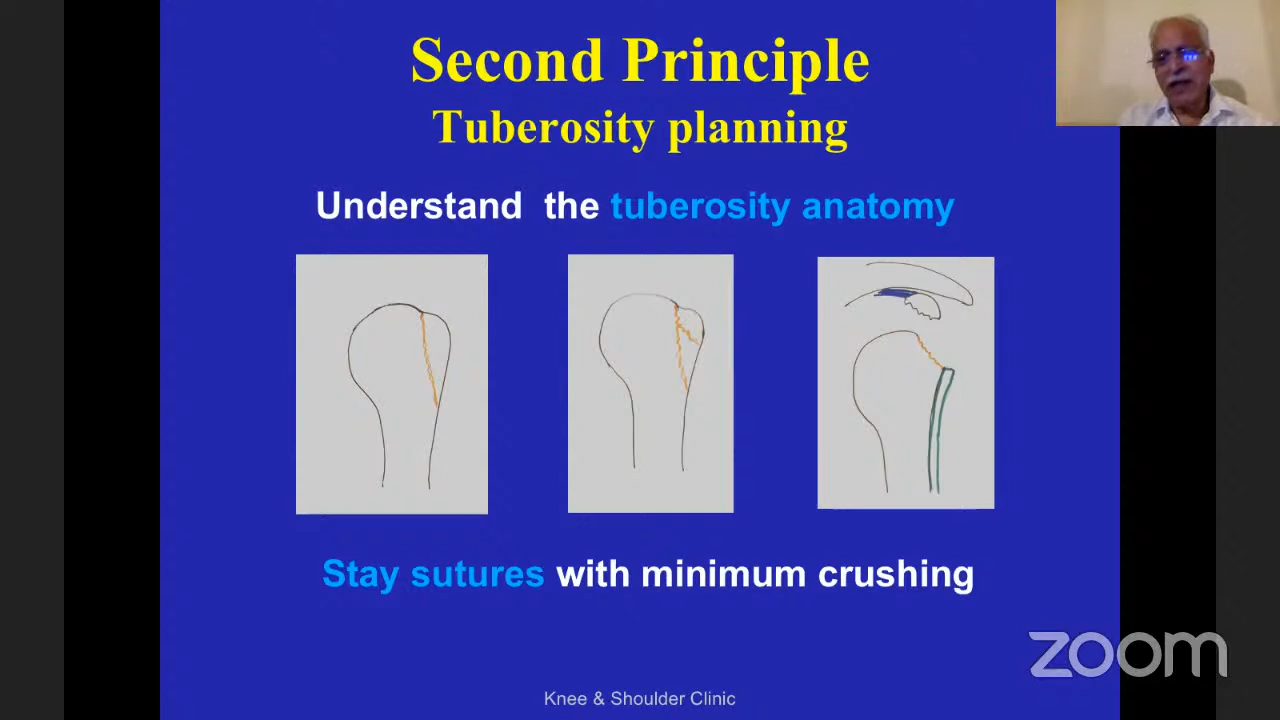 Second Principle
Tuberosity planning
Understand the tuberosity anatomy
Stay sutures with minimum crushing
zoom
Knee & Shoulder Clinic